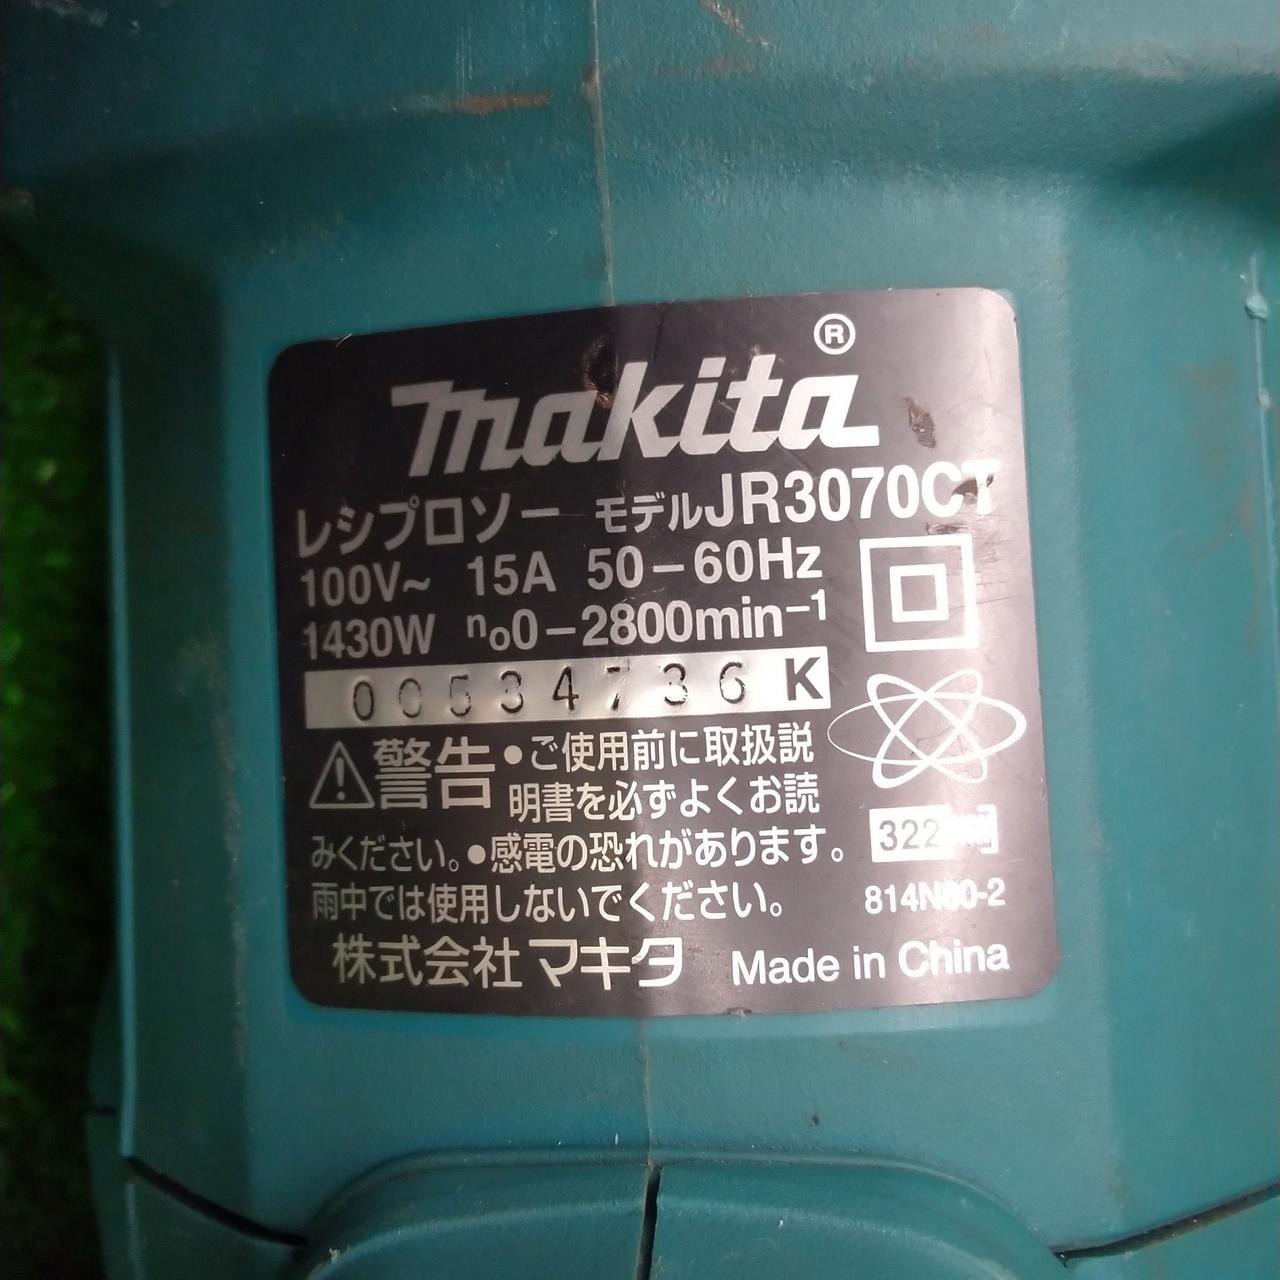 makita®
レシプロソー モデルJR3070CT
100V~ 15A 50-60Hz
1430W no0-2800min-1
00534736 K
警告 •ご使用前に取扱説
明書を必ずよくお読
みください。•感電の恐れがあります。
雨中では使用しないでください。
322
株式会社マキタ Made in China